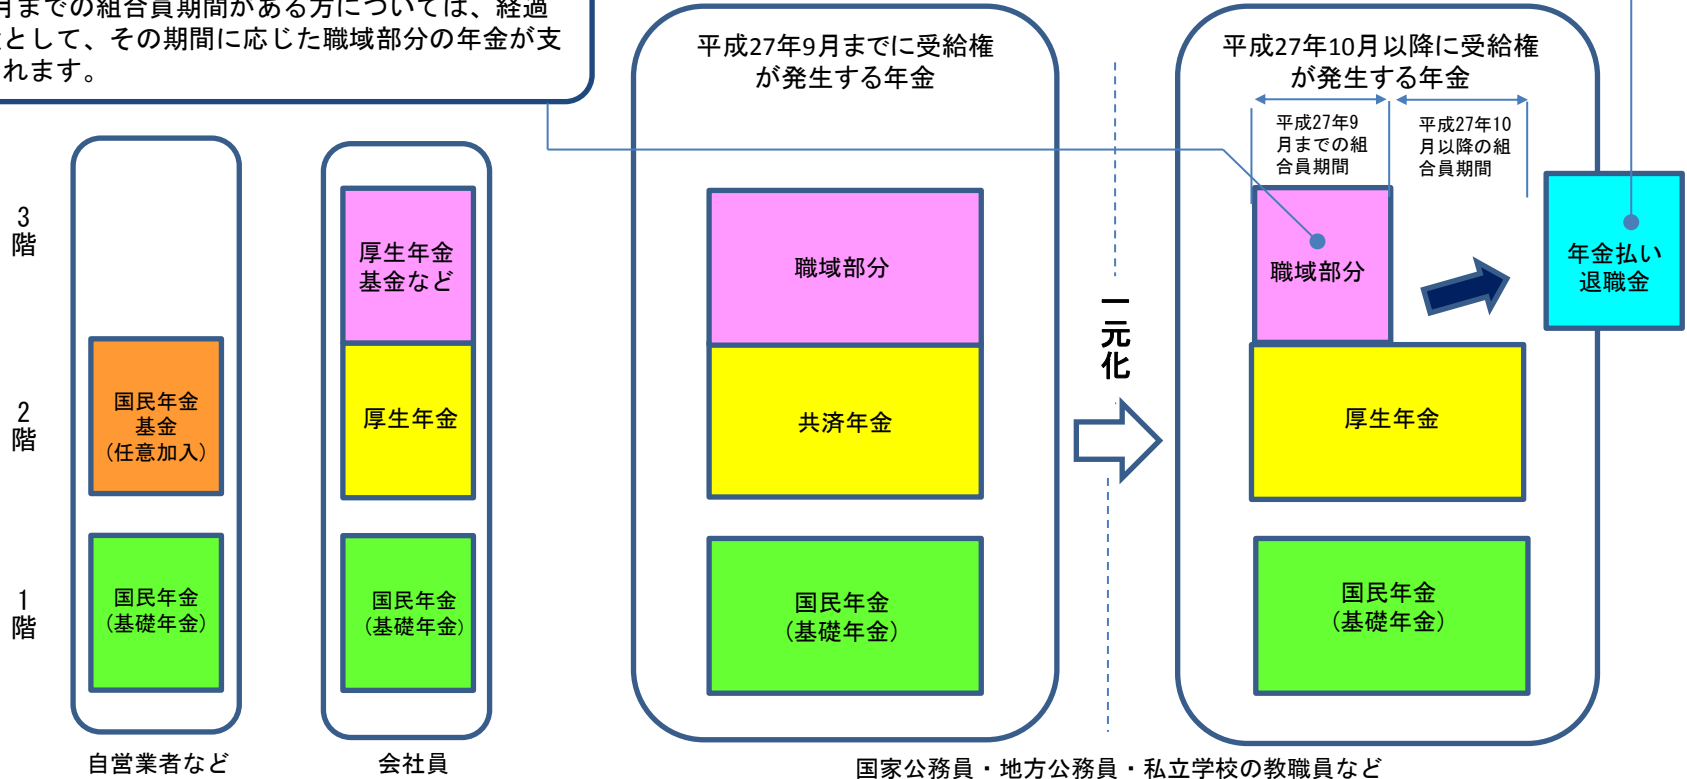 月までの組合員期間がある方については、経過
として、その期間に応じた職域部分の年金が支
れます。
平成27年9月までに受給権
が発生する年金
平成27年10月以降に受給権
が発生する年金
平成27年9
月までの組
合員期間
平成27年10
月以降の組
合員期間
3
階
厚生年金
基金など
職域部分
職域部分
年金払い
退職金
一
元
化
2
階
国民年金
基金
(任意加入)
厚生年金
共済年金
厚生年金
1
階
国民年金
(基礎年金)
国民年金
(基礎年金)
国民年金
(基礎年金)
国民年金
(基礎年金)
自営業者など
会社員
国家公務員・地方公務員・私立学校の教職員など